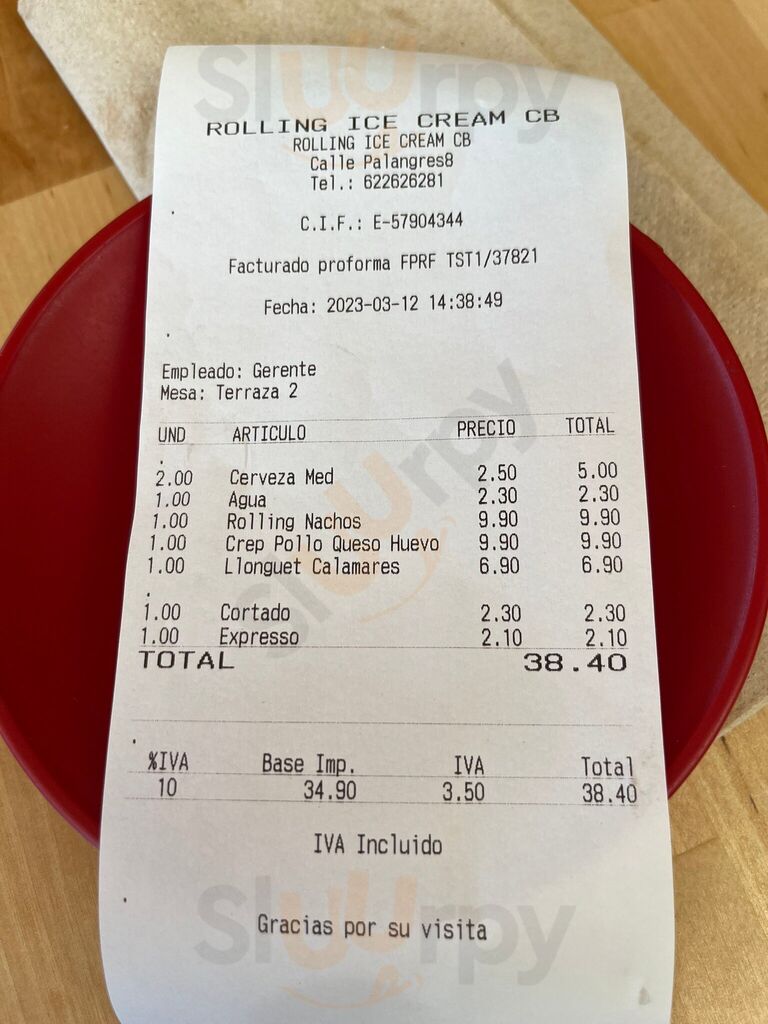 ROLLING ICE CREAM CB
ROLLING ICE CREAM CB
Calle Palangres8
Tel.: 622626281
C.I.F.: E-57904344
Facturado proforma FPRF TST1/37821
Fecha: 2023-03-12 14:38:49
Empleado: Gerente
Mesa: Terraza 2
UND ARTICULO PRECIO TOTAL
2.00 Cerveza Med 2.50 5.00
1.00 Agua 2.30 2.30
1.00 Rolling Nachos 9.90 9.90
1.00 Crep Pollo Queso Huevo 9.90 9.90
1.00 Llonguet Calamares 6.90 6.90
1.00 Cortado 2.30 2.30
1.00 Expresso 2.10 2.10
TOTAL 38.40
%IVA Base Imp. IVA Total
10 34.90 3.50 38.40
IVA Incluido
Gracias por su visita
Sluurpy
Sluurpy
Sluurpy